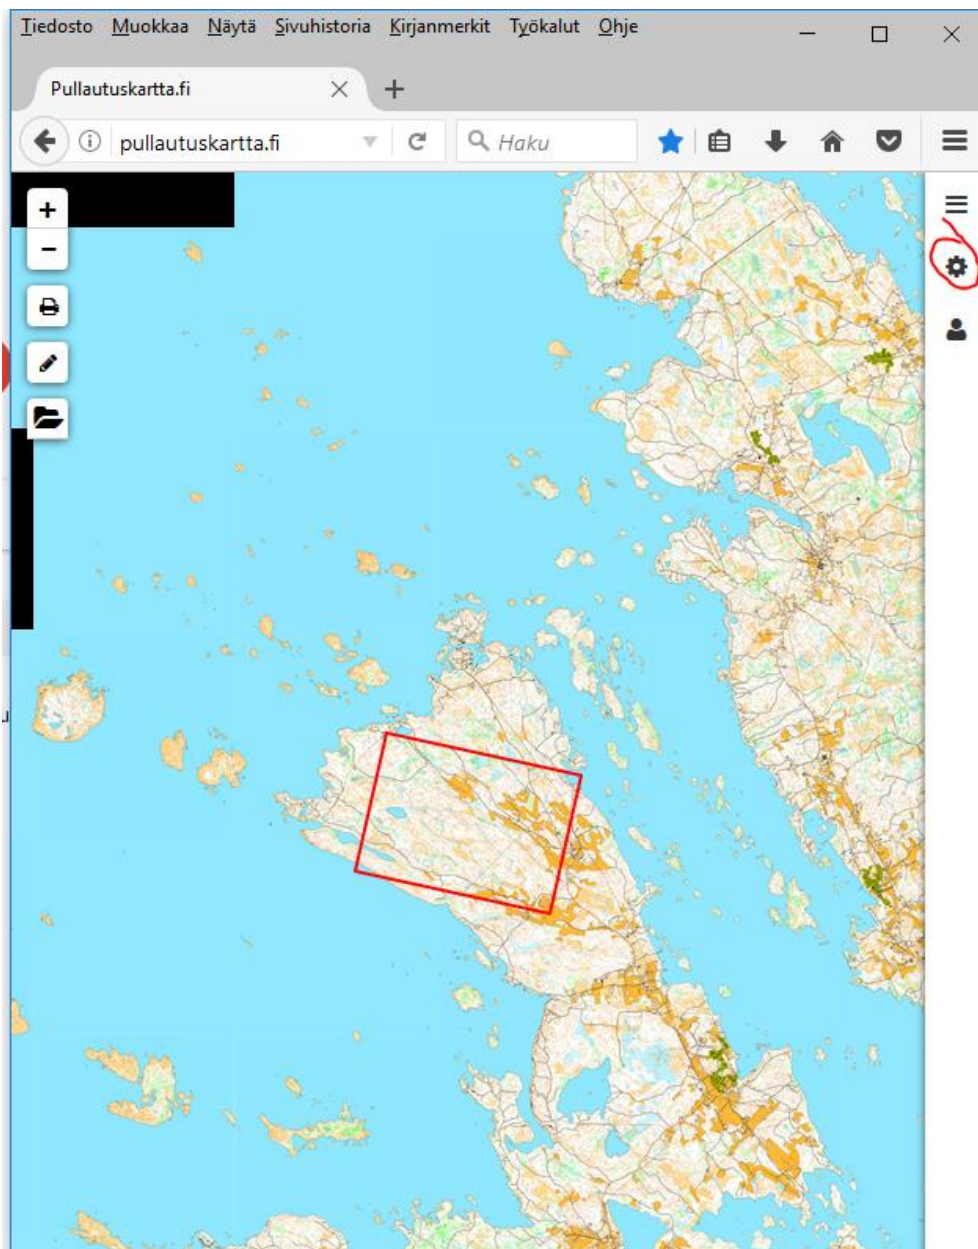 Tiedosto Muokkaa Näytä Sivuhistoria Kirjanmerkit Työkalut Ohje
Pullautuskartta.fi
pullautuskartta.fi Haku